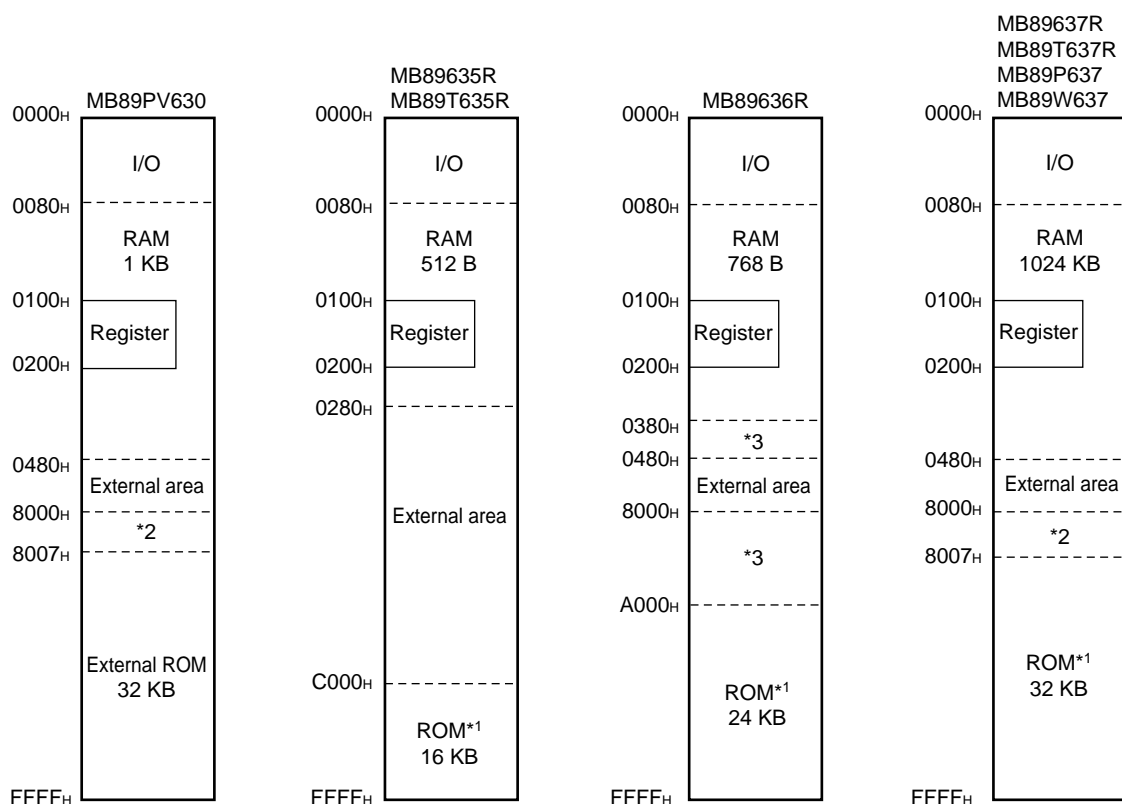 MB89PV630
0000H
I/O
0080H
RAM
1 KB
0100H
Register
0200H
0480H
External area
8000H
*2
8007H
External ROM
32 KB
FFFFH
MB89635R
MB89T635R
0000H
I/O
0080H
RAM
512 B
0100H
Register
0200H
0280H
External area
C000H
ROM*1
16 KB
FFFFH
MB89636R
0000H
I/O
0080H
RAM
768 B
0100H
Register
0200H
0380H
*3
0480H
External area
8000H
*3
A000H
ROM*1
24 KB
FFFFH
MB89637R
MB89T637R
MB89P637
MB89W637
0000H
I/O
0080H
RAM
1024 KB
0100H
Register
0200H
0480H
External area
8000H
*2
8007H
ROM*1
32 KB
FFFFH